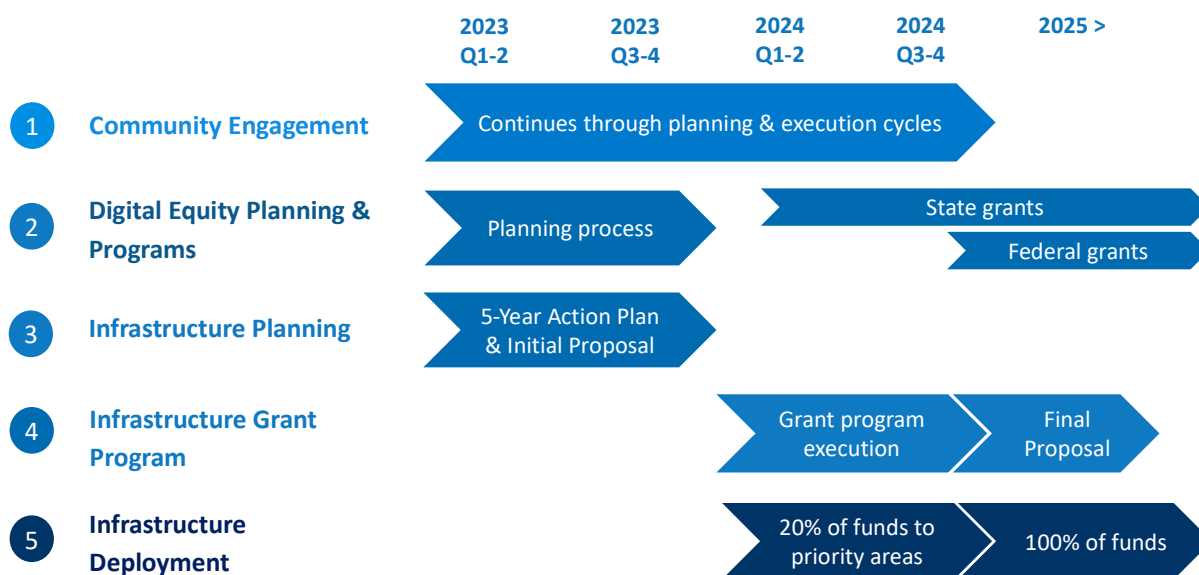 2023 2023 2024 2024 2025 >
Q1-2 Q3-4 Q1-2 Q3-4
1 Community Engagement Continues through planning & execution cycles
2 Digital Equity Planning &
Programs
Planning process
State grants
Federal grants
3 Infrastructure Planning
5-Year Action Plan
& Initial Proposal
4 Infrastructure Grant
Program
Grant program
execution
Final
Proposal
5 Infrastructure
Deployment
20% of funds to
priority areas
100% of funds